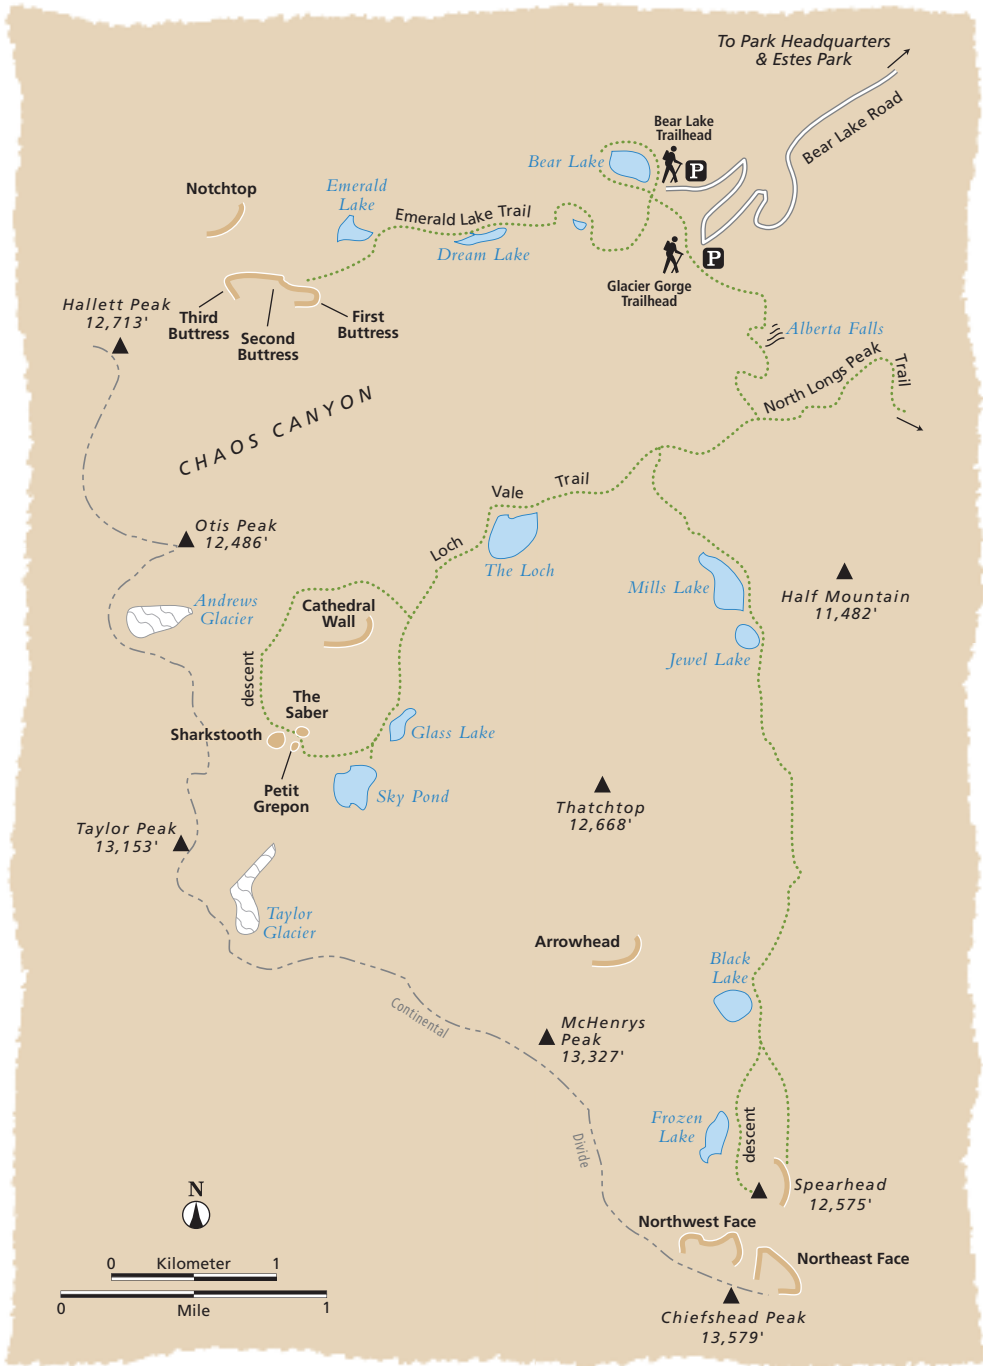 To Park Headquarters
& Estes Park
Bear Lake Road
Bear Lake
Trailhead
P
Bear Lake
Notchtop
Emerald
Lake
Emerald Lake Trail
Dream Lake
P
Glacier Gorge
Trailhead
Hallett Peak
12,713'
Third
Buttress
Second
Buttress
First
Buttress
Alberta Falls
North Longs Peak
Trail
CHAOS CANYON
Loch
Vale
Trail
Otis Peak
12,486'
The Loch
Mills Lake
Half Mountain
11,482'
Andrews
Glacier
Cathedral
Wall
Jewel Lake
descent
The
Saber
Sharkstooth
Glass Lake
Petit
Grepon
Sky Pond
Thatchtop
12,668'
Taylor Peak
13,153'
Taylor
Glacier
Arrowhead
Black
Lake
Continental
McHenrys
Peak
13,327'
Divide
Frozen
Lake
descent
Spearhead
12,575'
N
Northwest Face
Northeast Face
0 Kilometer 1
0 Mile 1
Chiefshead Peak
13,579'